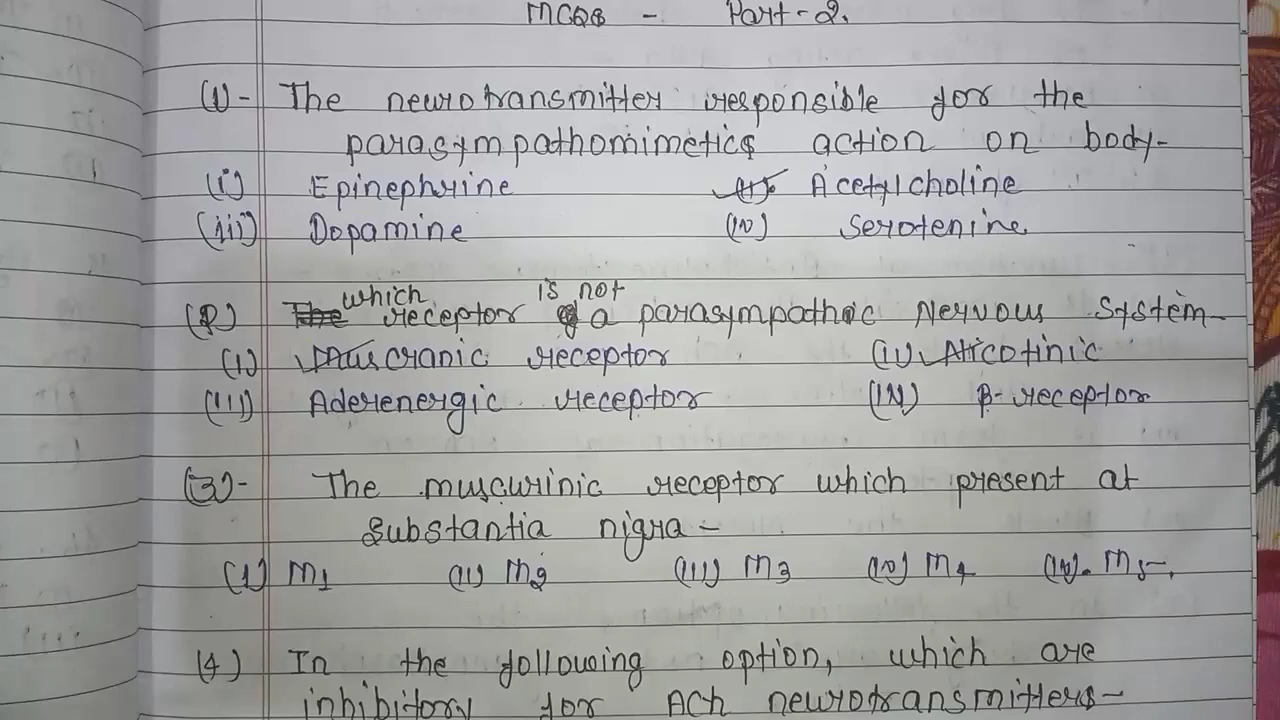 MCQs - Part-2.
(1)- The neurotransmitter responsible for the
parasympathomimetics action on body-
(i) Epinephrine (ii) Acetylcholine
(iii) Dopamine (iv) Serotenine
(2) The which receptor is not a parasympathic Nervous System-
(i) Muscranic receptor (ii) Nicotinic
(iii) Aderenergic receptor (iv) β-receptor
(3)- The muscurinic receptor which present at
Substantia nigra-
(i) M1 (ii) M2 (iii) M3 (iv) M4 (iv). M5-
(4) In the following option, which are
inhibitory for ACh neurotransmitters-